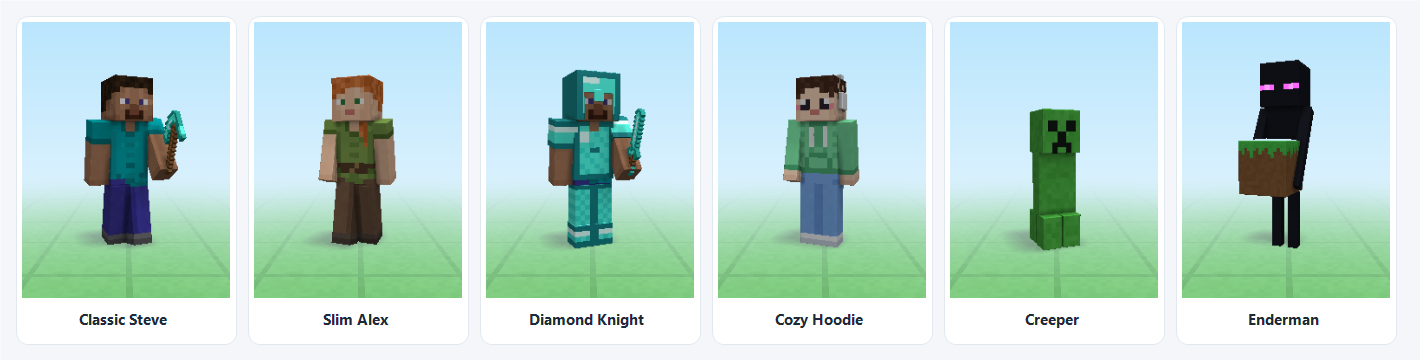 Classic Steve
Slim Alex
Diamond Knight
Cozy Hoodie
Creeper
Enderman